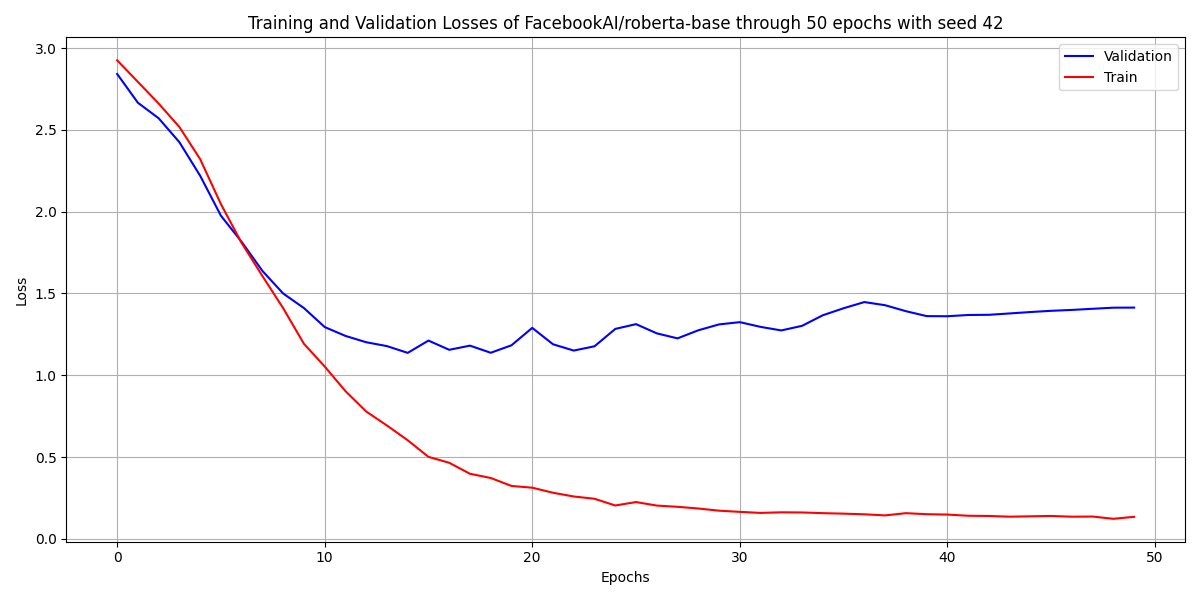 Training and Validation Losses of FacebookAI/roberta-base through 50 epochs with seed 42
Validation
Train
3.0
2.5
2.0
1.5
1.0
0.5
0.0
Loss
0 10 20 30 40 50
Epochs